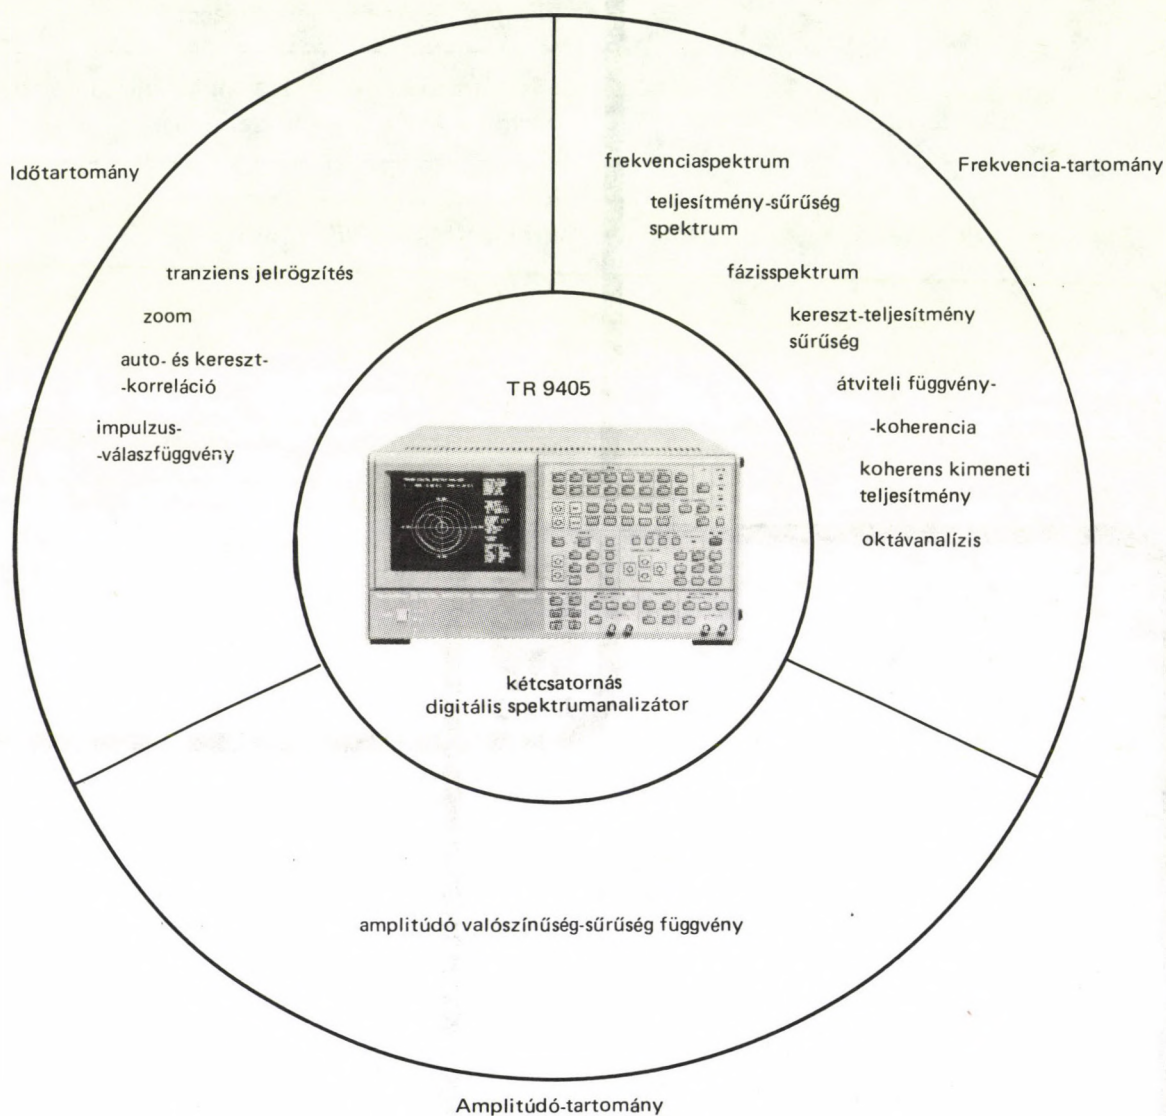 Időtartomány
tranziens jelrögzítés
zoom
auto- és kereszt-
-korreláció
impulzus-
-válaszfüggvény
Frekvencia-tartomány
frekvenciaspektrum
teljesítmény-sűrűség
spektrum
fázisspektrum
kereszt-teljesítmény
sűrűség
átviteli függvény-
-koherencia
koherens kimeneti
teljesítmény
oktávanalízis
TR 9405
kétcsatornás
digitális spektrumanalizátor
amplitúdó valószínűség-sűrűség függvény
Amplitúdó-tartomány